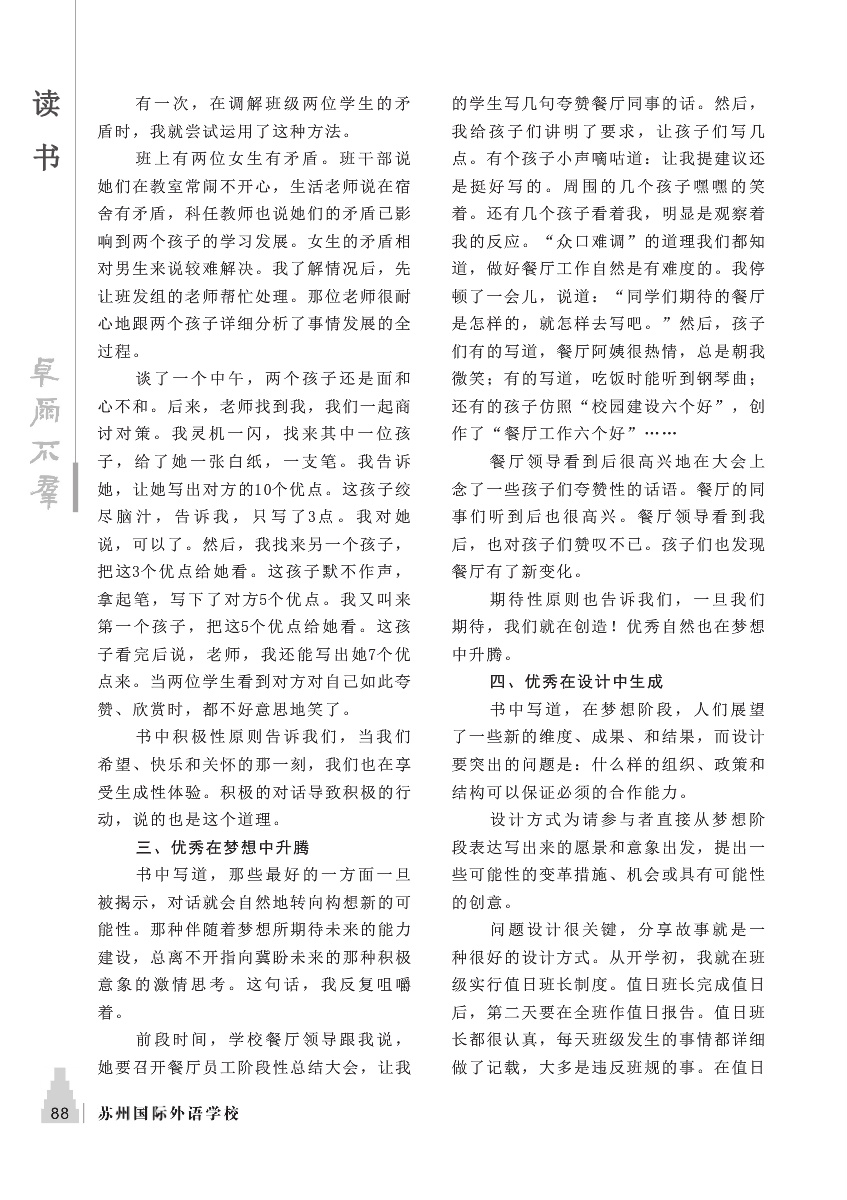 读
书
卓尔不群
有一次，在调解班级两位学生的矛
盾时，我就尝试运用了这种方法。
班上有两位女生有矛盾。班干部说
她们在教室常闹不开心，生活老师说在宿
舍有矛盾，科任教师也说她们的矛盾已影
响到两个孩子的学习发展。女生的矛盾相
对男生来说较难解决。我了解情况后，先
让班发组的老师帮忙处理。那位老师很耐
心地跟两个孩子详细分析了事情发展的全
过程。
谈了一个中午，两个孩子还是面和
心不和。后来，老师找到我，我们一起商
讨对策。我灵机一闪，找来其中一位孩
子，给了她一张白纸，一支笔。我告诉
她，让她写出对方的10个优点。这孩子绞
尽脑汁，告诉我，只写了3点。我对她
说，可以了。然后，我找来另一个孩子，
把这3个优点给她看。这孩子默不作声，
拿起笔，写下了对方5个优点。我又叫来
第一个孩子，把这5个优点给她看。这孩
子看完后说，老师，我还能写出她7个优
点来。当两位学生看到对方对自己如此夸
赞、欣赏时，都不好意思地笑了。
书中积极性原则告诉我们，当我们
希望、快乐和关怀的那一刻，我们也在享
受生成性体验。积极的对话导致积极的行
动，说的也是这个道理。
三、优秀在梦想中升腾
书中写道，那些最好的一方面一旦
被揭示，对话就会自然地转向构想新的可
能性。那种伴随着梦想所期待未来的能力
建设，总离不开指向冀盼未来的那种积极
意象的激情思考。这句话，我反复咀嚼
着。
前段时间，学校餐厅领导跟我说，
她要召开餐厅员工阶段性总结大会，让我
的学生写几句夸赞餐厅同事的话。然后，
我给孩子们讲明了要求，让孩子们写几
点。有个孩子小声嘀咕道：让我提建议还
是挺好写的。周围的几个孩子嘿嘿的笑
着。还有几个孩子看着我，明显是观察着
我的反应。“众口难调”的道理我们都知
道，做好餐厅工作自然是有难度的。我停
顿了一会儿，说道：“同学们期待的餐厅
是怎样的，就怎样去写吧。”然后，孩子
们有的写道，餐厅阿姨很热情，总是朝我
微笑；有的写道，吃饭时能听到钢琴曲；
还有的孩子仿照“校园建设六个好”，创
作了“餐厅工作六个好”……
餐厅领导看到后很高兴地在大会上
念了一些孩子们夸赞性的话语。餐厅的同
事们听到后也很高兴。餐厅领导看到我
后，也对孩子们赞叹不已。孩子们也发现
餐厅有了新变化。
期待性原则也告诉我们，一旦我们
期待，我们就在创造！优秀自然也在梦想
中升腾。
四、优秀在设计中生成
书中写道，在梦想阶段，人们展望
了一些新的维度、成果、和结果，而设计
要突出的问题是：什么样的组织、政策和
结构可以保证必须的合作能力。
设计方式为请参与者直接从梦想阶
段表达写出来的愿景和意象出发，提出一
些可能性的变革措施、机会或具有可能性
的创意。
问题设计很关键，分享故事就是一
种很好的设计方式。从开学初，我就在班
级实行值日班长制度。值日班长完成值日
后，第二天要在全班作值日报告。值日班
长都很认真，每天班级发生的事情都详细
做了记载，大多是违反班规的事。在值日
88 苏州国际外语学校